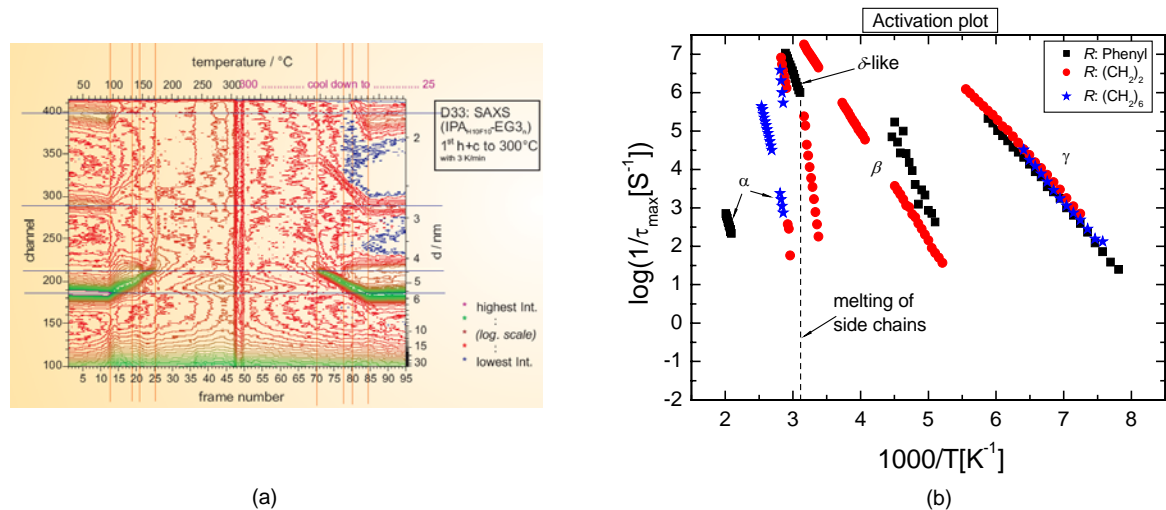 temperature / °C
50 100 150 200 250 300 300 .............. cool down to ........ 25
400
350
300
250
200
150
100
channel
2
3
4
5
6
10
15
30
d / nm
D33: SAXS
(IPA_H10F10-EG3_n)
1st h+c to 300°C
with 3 K/min
highest Int.
:
(log. scale)
:
lowest Int.
5 15 25 35 45 55 65 75 85 95
10 20 30 40 50 60 70 80 90
frame number
(a)
Activation plot
7
6
5
4
3
2
1
0
-1
-2
log(1/τmax[S⁻¹])
R: Phenyl
R: (CH₂)₂
R: (CH₂)₆
δ-like
α
β
γ
melting of
side chains
2 3 4 5 6 7 8
1000/T[K⁻¹]
(b)